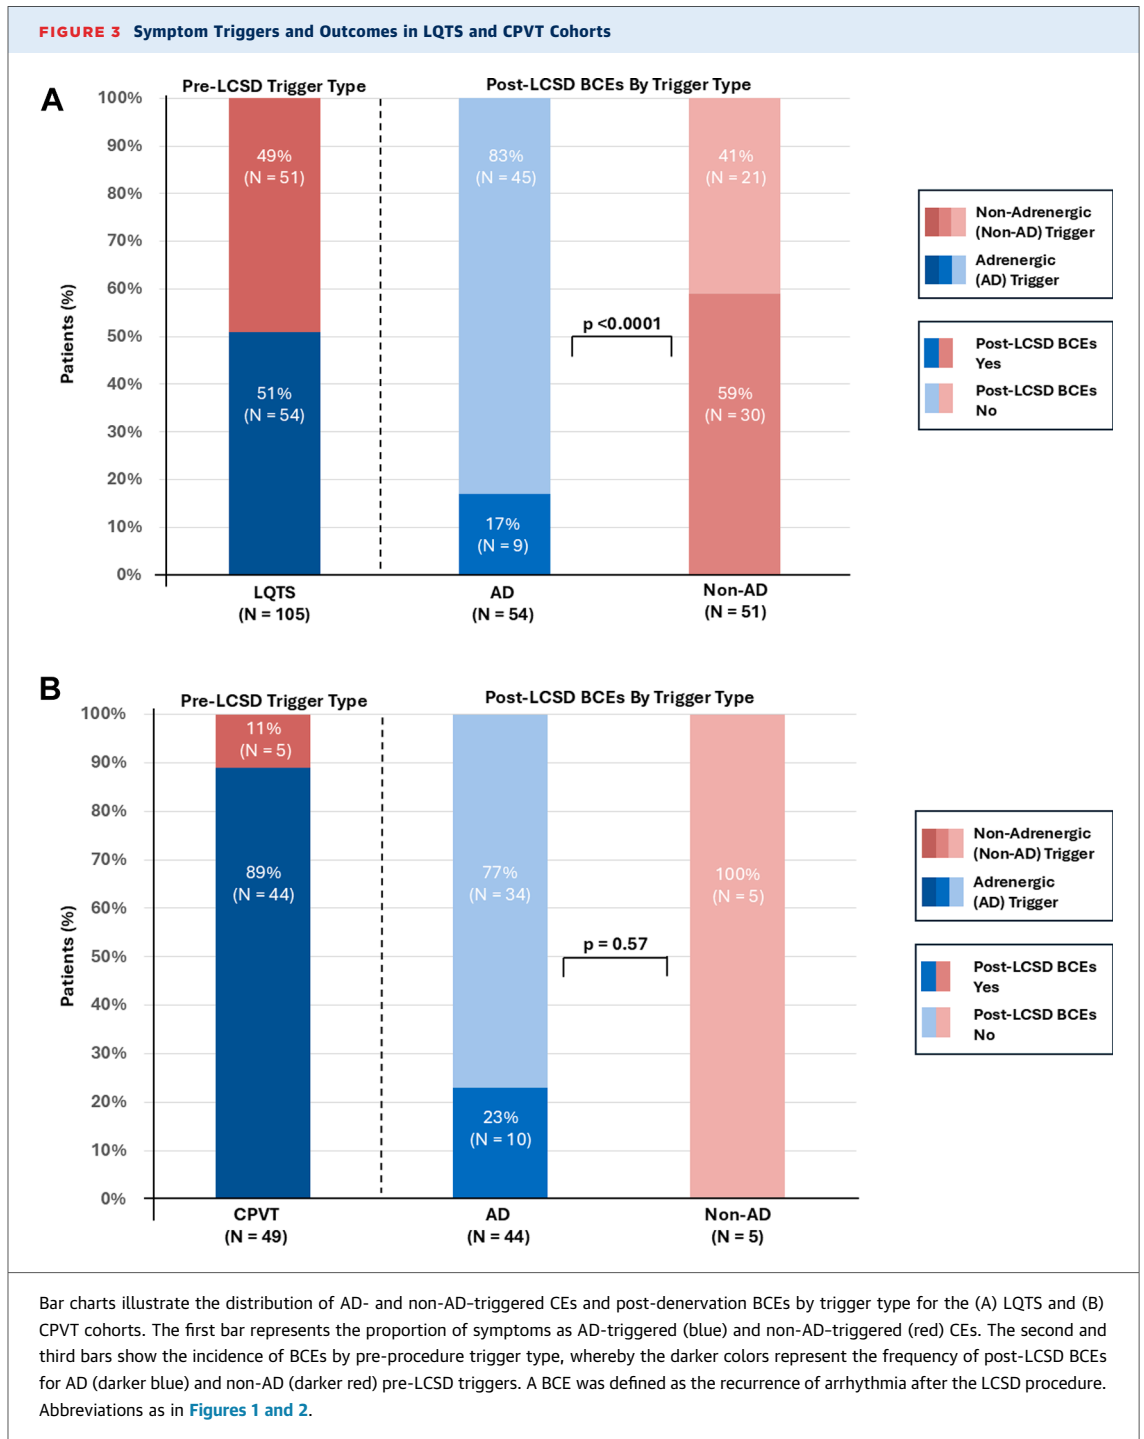 FIGURE 3 Symptom Triggers and Outcomes in LQTS and CPVT Cohorts
A
Pre-LCSD Trigger Type
Post-LCSD BCEs By Trigger Type
Patients (%)
100%
90%
80%
70%
60%
50%
40%
30%
20%
10%
0%
49%
(N = 51)
51%
(N = 54)
83%
(N = 45)
17%
(N = 9)
p <0.0001
41%
(N = 21)
59%
(N = 30)
LQTS
(N = 105)
AD
(N = 54)
Non-AD
(N = 51)
Non-Adrenergic
(Non-AD) Trigger
Adrenergic
(AD) Trigger
Post-LCSD BCEs
Yes
Post-LCSD BCEs
No
B
Pre-LCSD Trigger Type
Post-LCSD BCEs By Trigger Type
Patients (%)
100%
90%
80%
70%
60%
50%
40%
30%
20%
10%
0%
11%
(N = 5)
89%
(N = 44)
77%
(N = 34)
23%
(N = 10)
p = 0.57
100%
(N = 5)
CPVT
(N = 49)
AD
(N = 44)
Non-AD
(N = 5)
Non-Adrenergic
(Non-AD) Trigger
Adrenergic
(AD) Trigger
Post-LCSD BCEs
Yes
Post-LCSD BCEs
No
Bar charts illustrate the distribution of AD- and non-AD-triggered CEs and post-denervation BCEs by trigger type for the (A) LQTS and (B)
CPVT cohorts. The first bar represents the proportion of symptoms as AD-triggered (blue) and non-AD-triggered (red) CEs. The second and
third bars show the incidence of BCEs by pre-procedure trigger type, whereby the darker colors represent the frequency of post-LCSD BCEs
for AD (darker blue) and non-AD (darker red) pre-LCSD triggers. A BCE was defined as the recurrence of arrhythmia after the LCSD procedure.
Abbreviations as in Figures 1 and 2.